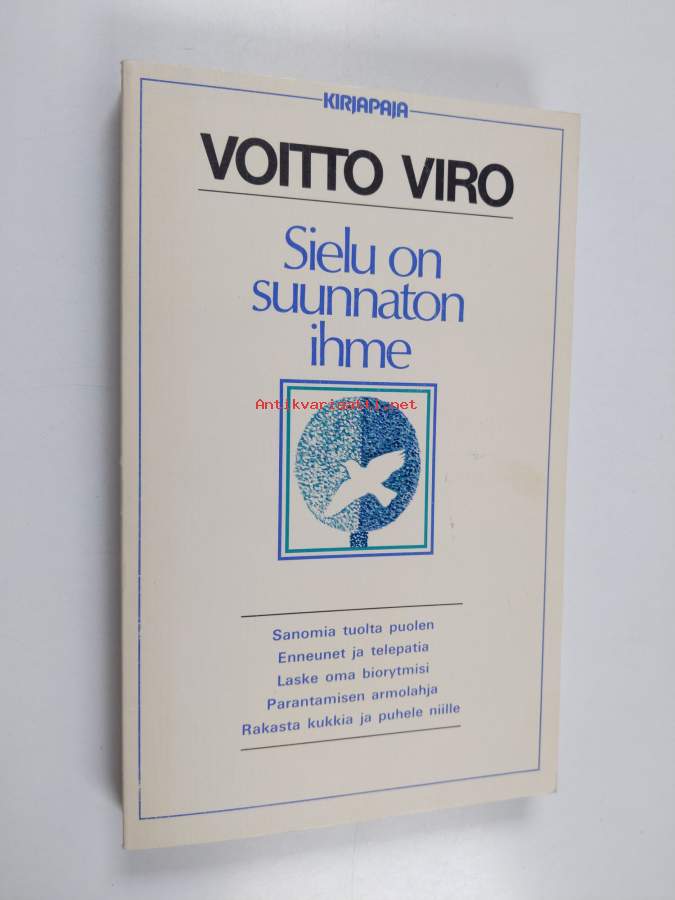 KIRJAPAJA
VOITTO VIRO
Sielu on
suunnaton
ihme
Antikvariaatti.net
Sanomia tuolta puolen
Enneunet ja telepatia
Laske oma biorytmisi
Parantamisen armolahja
Rakasta kukkia ja puhele niille